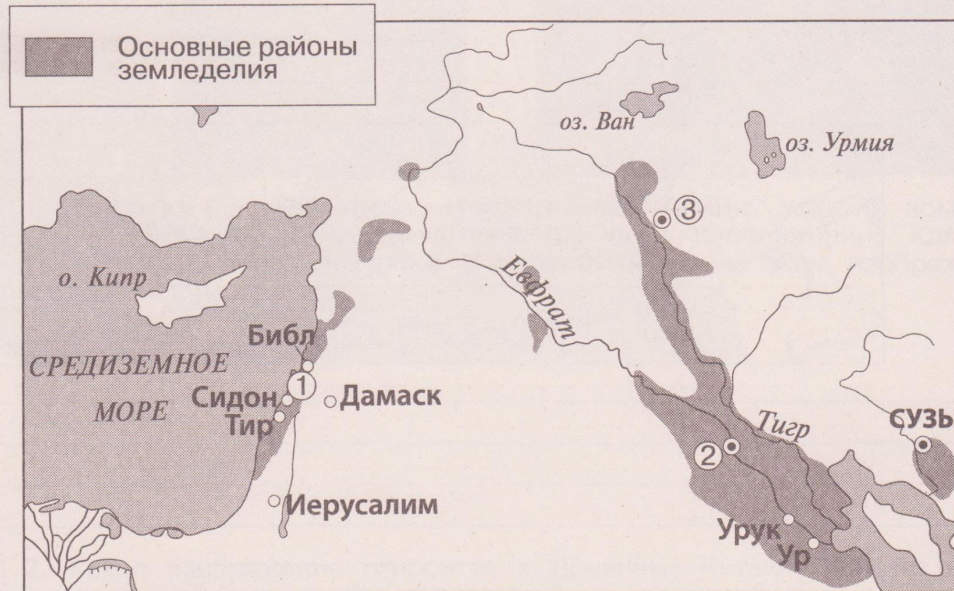 Основные районы
земледелия
оз. Ван
оз. Урмия
3
о. Кипр
Евфрат
Библ
СРЕДИЗЕМНОЕ
МОРЕ
1
Сидон
Дамаск
Тир
Тигр
СУЗЫ
2
Иерусалим
Урук
Ур